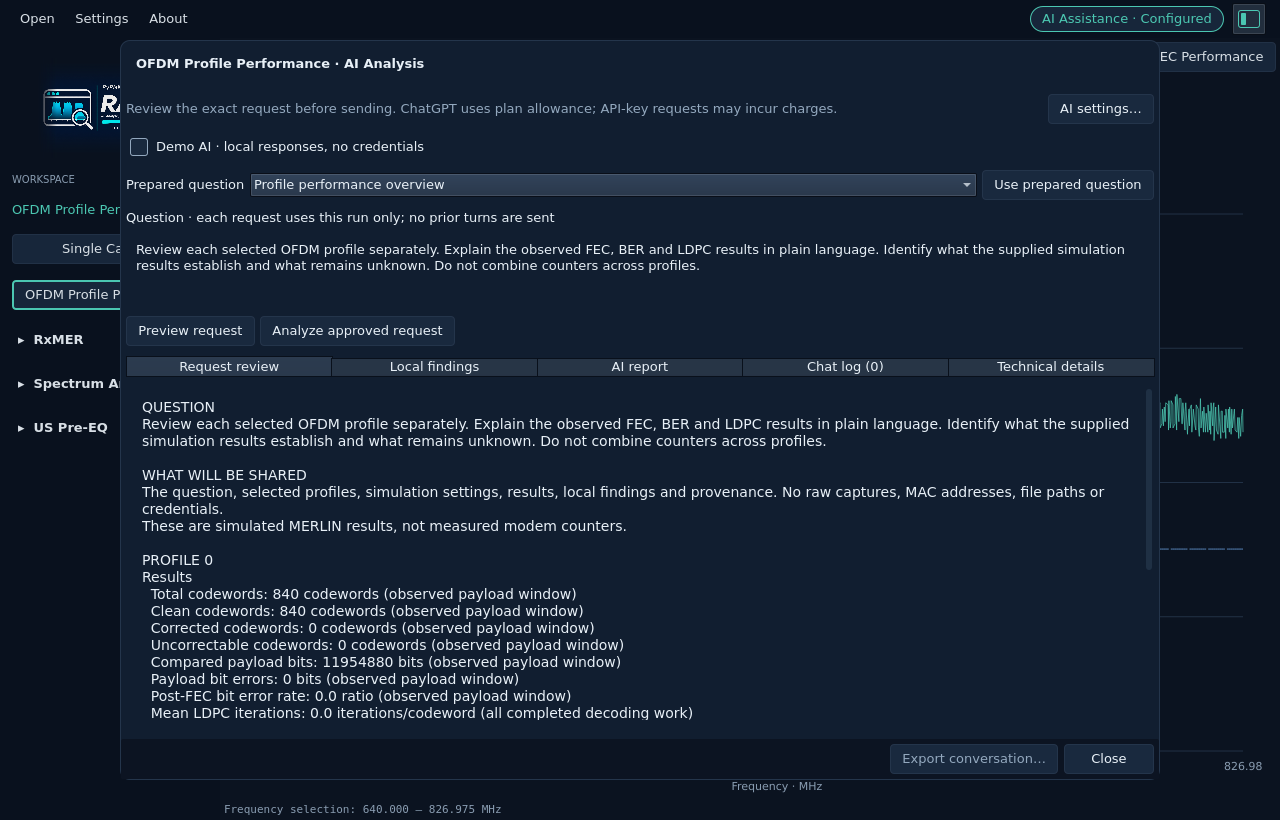 Open Settings About
AI Assistance · Configured
OFDM Profile Performance · AI Analysis
EC Performance
Review the exact request before sending. ChatGPT uses plan allowance; API-key requests may incur charges.
AI settings...
Demo AI · local responses, no credentials
WORKSPACE
Prepared question
Profile performance overview
Use prepared question
OFDM Profile Per
Question · each request uses this run only; no prior turns are sent
Single Ca
Review each selected OFDM profile separately. Explain the observed FEC, BER and LDPC results in plain language. Identify what the supplied simulation
results establish and what remains unknown. Do not combine counters across profiles.
OFDM Profile P
Preview request
Analyze approved request
▸ RxMER
Request review
Local findings
AI report
Chat log (0)
Technical details
▸ Spectrum A
▸ US Pre-EQ
QUESTION
Review each selected OFDM profile separately. Explain the observed FEC, BER and LDPC results in plain language. Identify what the supplied
simulation results establish and what remains unknown. Do not combine counters across profiles.
WHAT WILL BE SHARED
The question, selected profiles, simulation settings, results, local findings and provenance. No raw captures, MAC addresses, file paths or
credentials.
These are simulated MERLIN results, not measured modem counters.
PROFILE 0
Results
Total codewords: 840 codewords (observed payload window)
Clean codewords: 840 codewords (observed payload window)
Corrected codewords: 0 codewords (observed payload window)
Uncorrectable codewords: 0 codewords (observed payload window)
Compared payload bits: 11954880 bits (observed payload window)
Payload bit errors: 0 bits (observed payload window)
Post-FEC bit error rate: 0.0 ratio (observed payload window)
Mean LDPC iterations: 0.0 iterations/codeword (all completed decoding work)
Export conversation...
Close
826.98
Frequency · MHz
Frequency selection: 640.000 — 826.975 MHz